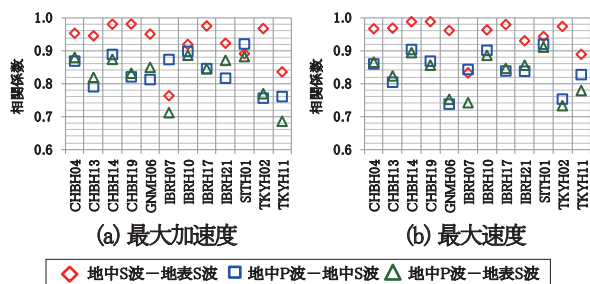 相関係数
1.0
0.9
0.8
0.7
0.6
CHBH04
CHBH13
CHBH14
CHBH19
GNMH06
IBRH07
IBRH10
IBRH17
IBRH21
SITH01
TKYH02
TKYH11
(a) 最大加速度
相関係数
1.0
0.9
0.8
0.7
0.6
CHBH04
CHBH13
CHBH14
CHBH19
GNMH06
IBRH07
IBRH10
IBRH17
IBRH21
SITH01
TKYH02
TKYH11
(b) 最大速度
地中S波－地表S波 地中P波－地中S波 地中P波－地表S波